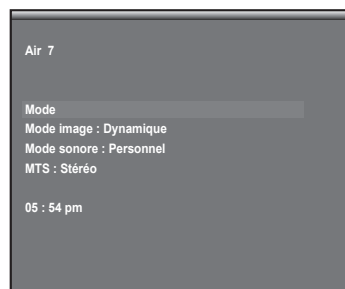 Air 7
Mode
Mode image : Dynamique
Mode sonore : Personnel
MTS : Stéréo
05 : 54 pm